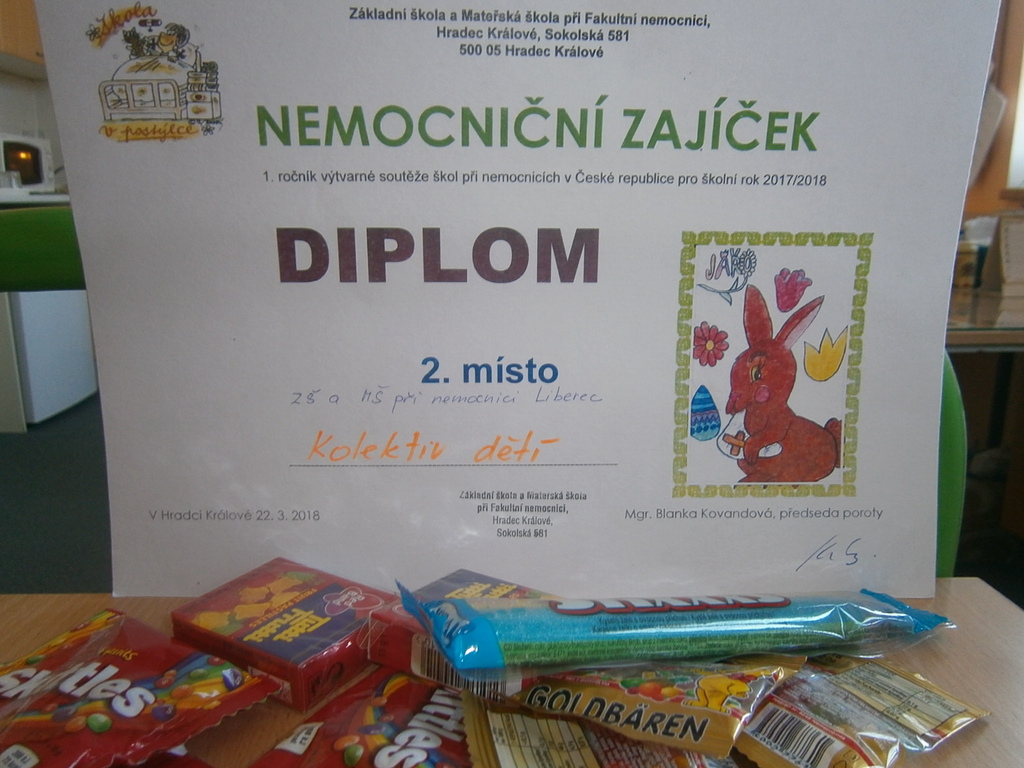 škola
v postýlce
Základní škola a Mateřská škola při Fakultní nemocnici,
Hradec Králové, Sokolská 581
500 05 Hradec Králové
NEMOCNIČNÍ ZAJÍČEK
1. ročník výtvarné soutěže škol při nemocnicích v České republice pro školní rok 2017/2018
DIPLOM
JARO
2. místo
ZŠ a MŠ při nemocnici Liberec
Kolektiv dětí
Základní škola a Mateřská škola
při Fakultní nemocnici,
Hradec Králové,
Sokolská 581
V Hradci Králové 22. 3. 2018
Mgr. Blanka Kovandová, předseda poroty
GOLDBÄREN